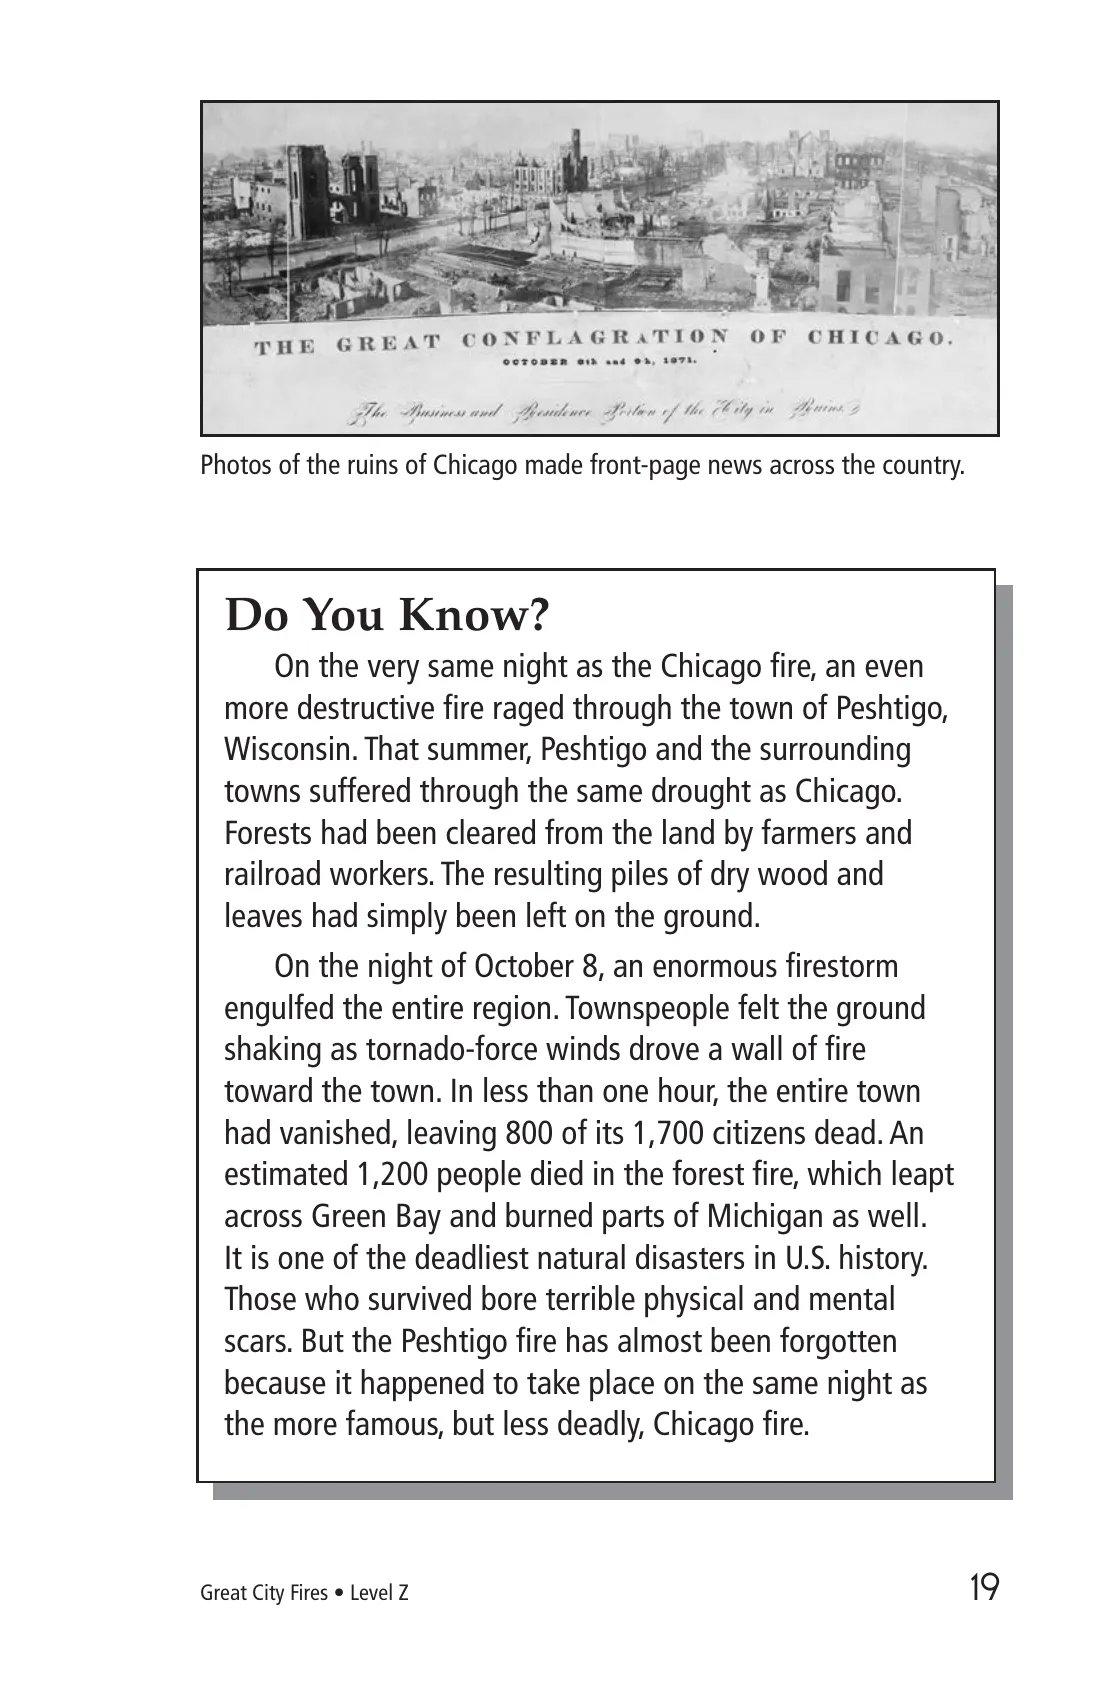 THE GREAT CONFLAGRATION OF CHICAGO.
OCTOBER 8th and 9th, 1871.
The Business and Residence Portion of the City in Ruins.
Photos of the ruins of Chicago made front-page news across the country.
Do You Know?
On the very same night as the Chicago fire, an even
more destructive fire raged through the town of Peshtigo,
Wisconsin. That summer, Peshtigo and the surrounding
towns suffered through the same drought as Chicago.
Forests had been cleared from the land by farmers and
railroad workers. The resulting piles of dry wood and
leaves had simply been left on the ground.
On the night of October 8, an enormous firestorm
engulfed the entire region. Townspeople felt the ground
shaking as tornado-force winds drove a wall of fire
toward the town. In less than one hour, the entire town
had vanished, leaving 800 of its 1,700 citizens dead. An
estimated 1,200 people died in the forest fire, which leapt
across Green Bay and burned parts of Michigan as well.
It is one of the deadliest natural disasters in U.S. history.
Those who survived bore terrible physical and mental
scars. But the Peshtigo fire has almost been forgotten
because it happened to take place on the same night as
the more famous, but less deadly, Chicago fire.
Great City Fires • Level Z
19